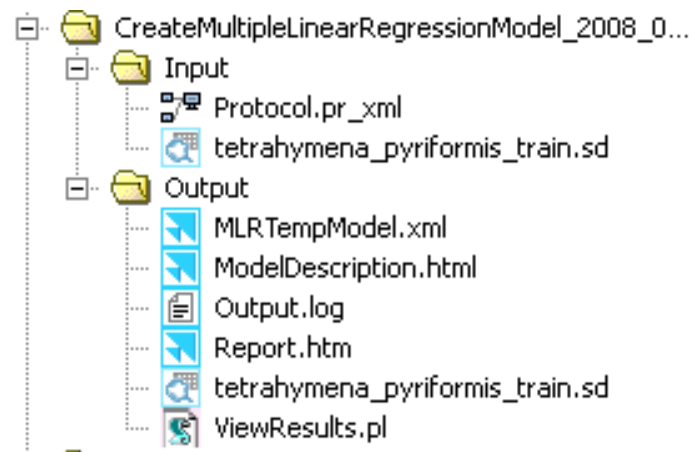 CreateMultipleLinearRegressionModel_2008_0...
Input
Protocol.pr_xml
tetrahymena_pyriformis_train.sd
Output
MLRTempModel.xml
ModelDescription.html
Output.log
Report.htm
tetrahymena_pyriformis_train.sd
ViewResults.pl